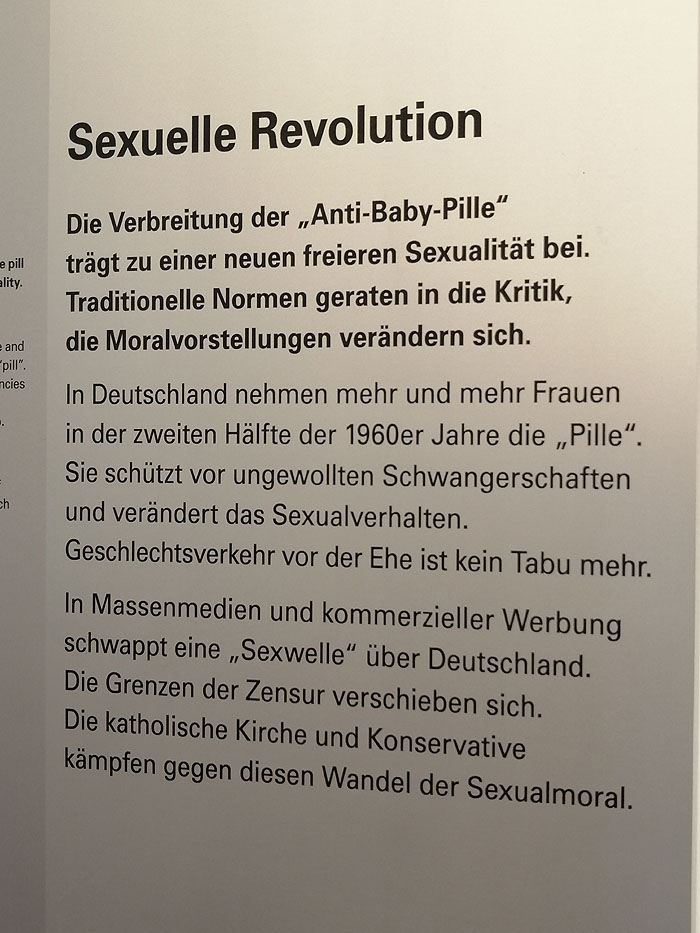 Sexuelle Revolution
Die Verbreitung der „Anti-Baby-Pille“
trägt zu einer neuen freieren Sexualität bei.
Traditionelle Normen geraten in die Kritik,
die Moralvorstellungen verändern sich.
In Deutschland nehmen mehr und mehr Frauen
in der zweiten Hälfte der 1960er Jahre die „Pille“.
Sie schützt vor ungewollten Schwangerschaften
und verändert das Sexualverhalten.
Geschlechtsverkehr vor der Ehe ist kein Tabu mehr.
In Massenmedien und kommerzieller Werbung
schwappt eine „Sexwelle“ über Deutschland.
Die Grenzen der Zensur verschieben sich.
Die katholische Kirche und Konservative
kämpfen gegen diesen Wandel der Sexualmoral.
pill
and
“pill”.